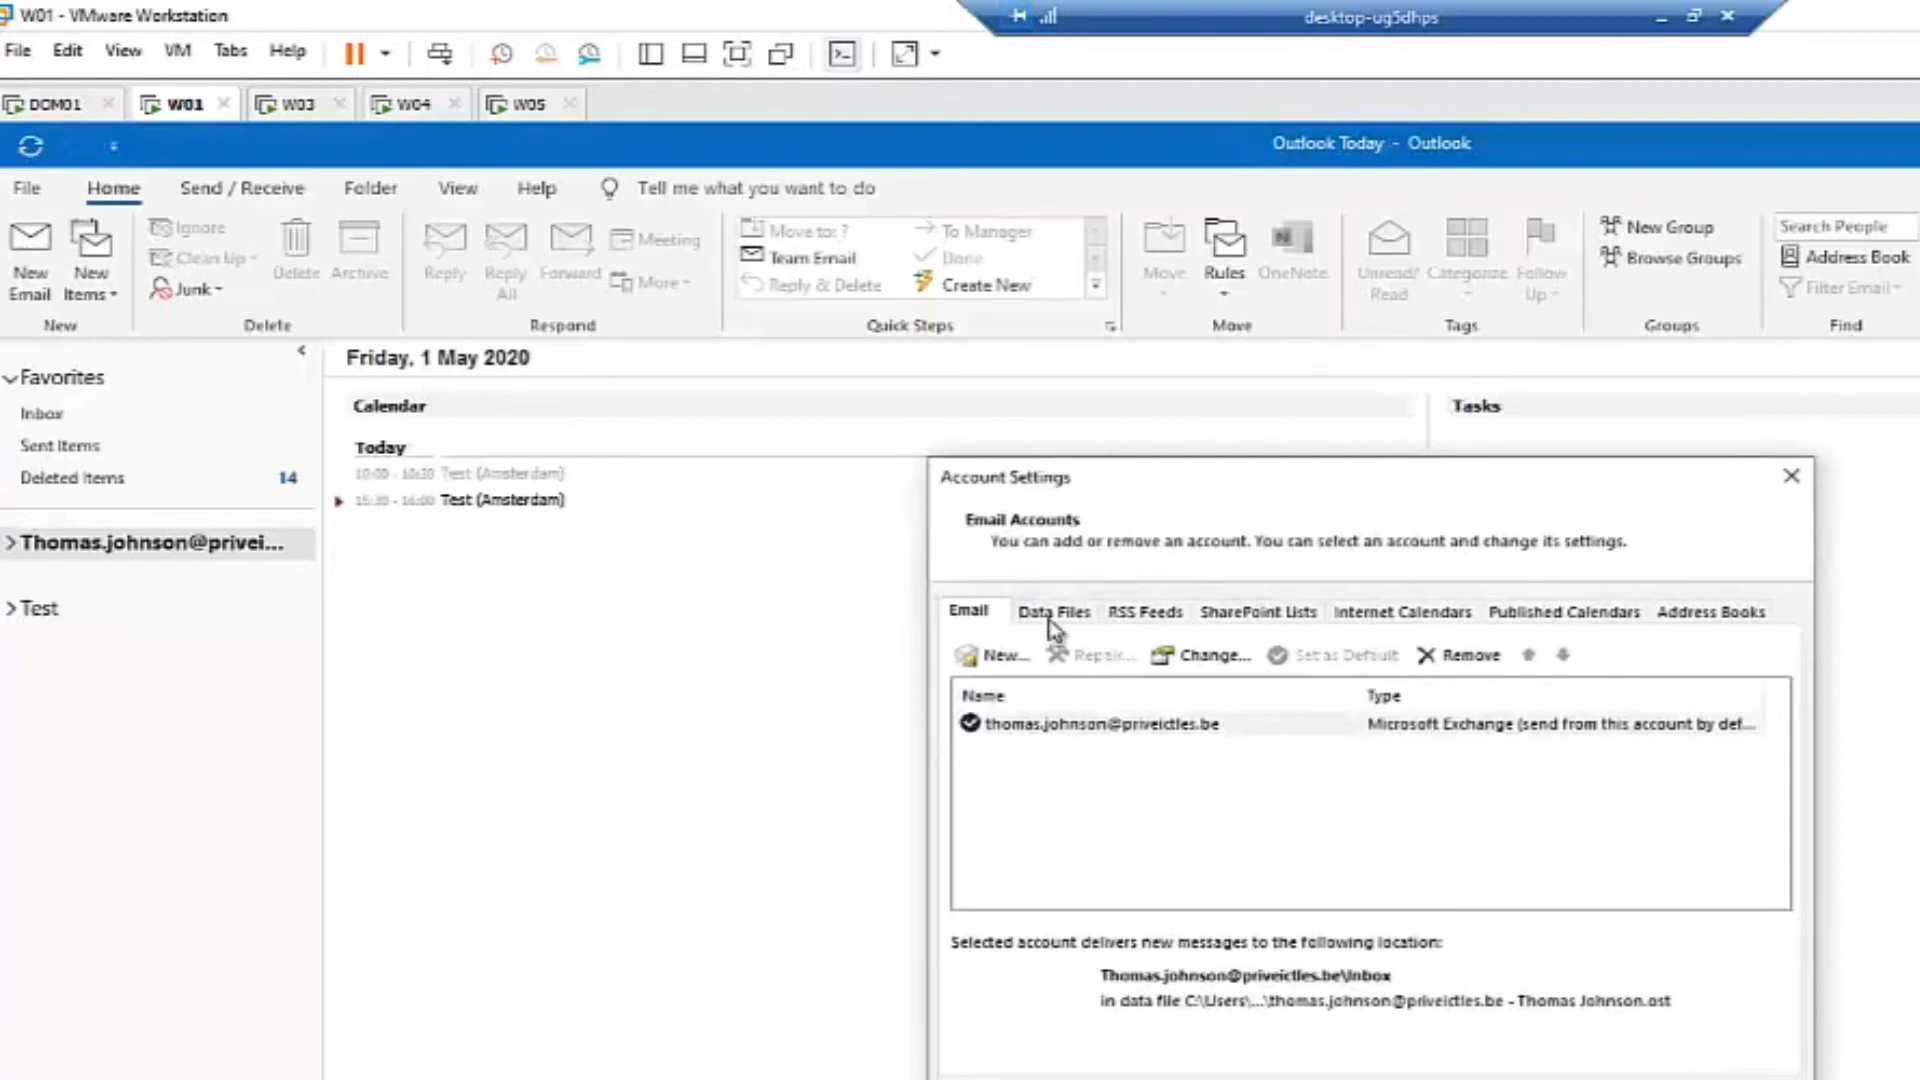 W01 - VMware Workstation
desktop-ug5dhps
File Edit View VM Tabs Help
DOM01 W01 W03 W04 W05
Outlook Today - Outlook
File Home Send / Receive Folder View Help Tell me what you want to do
Ignore
Clean Up
Junk
New Email
New Items
Delete
Archive
Reply
Reply All
Forward
Meeting
More
Move to: ?
Team Email
Reply & Delete
To Manager
Done
Create New
Move
Rules
OneNote
Unread/ Read
Categorize
Follow Up
New Group
Browse Groups
Search People
Address Book
Filter Email
New Delete Respond Quick Steps Move Tags Groups Find
Favorites
Inbox
Sent Items
Deleted Items 14
Thomas.johnson@privei...
Test
Friday, 1 May 2020
Calendar
Tasks
Today
10:00 - 10:30 Test (Amsterdam)
15:30 - 16:00 Test (Amsterdam)
Account Settings
Email Accounts
You can add or remove an account. You can select an account and change its settings.
Email Data Files RSS Feeds SharePoint Lists Internet Calendars Published Calendars Address Books
New... Repair... Change... Set as Default Remove
Name Type
thomas.johnson@priveictles.be Microsoft Exchange (send from this account by def...
Selected account delivers new messages to the following location:
Thomas.johnson@priveictles.be\Inbox
in data file C:\Users\...\thomas.johnson@priveictles.be - Thomas Johnson.ost